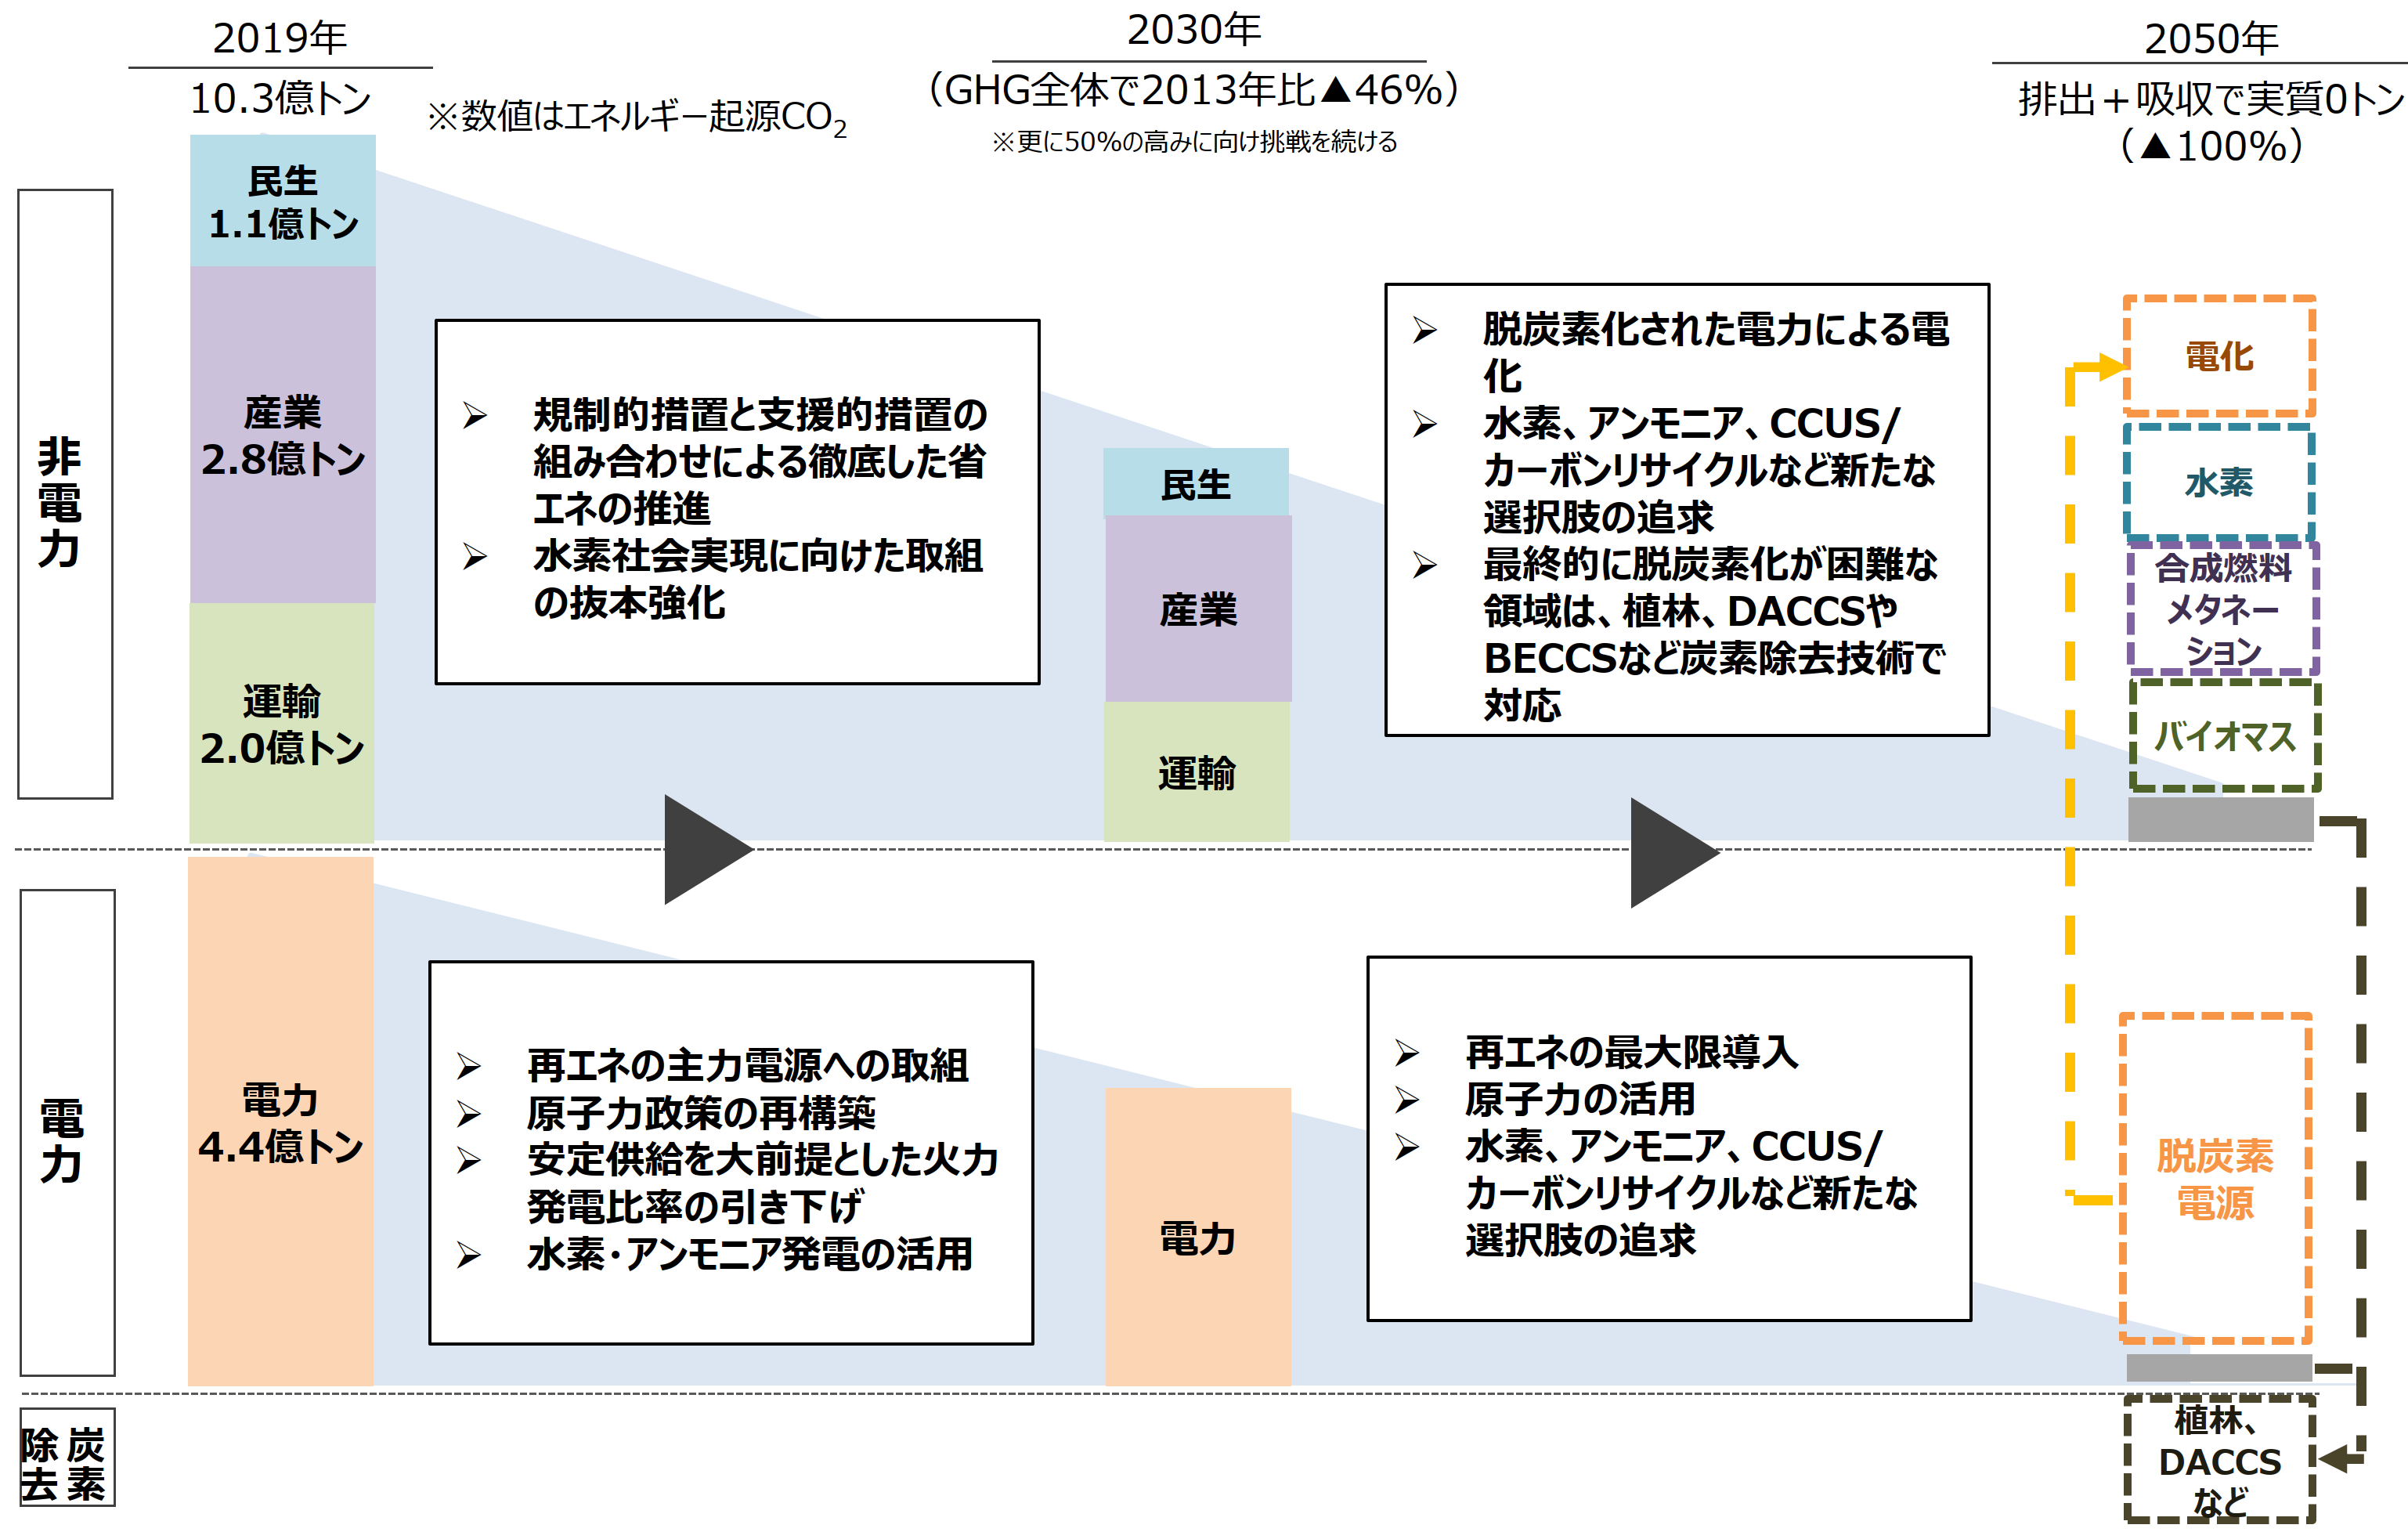 2019年
10.3億トン
※数値はエネルギー起源CO2
2030年
（GHG全体で2013年比▲46%）
※更に50%の高みに向け挑戦を続ける
2050年
排出＋吸収で実質0トン
（▲100%）
非電力
民生
1.1億トン
産業
2.8億トン
運輸
2.0億トン
➢ 規制的措置と支援的措置の
組み合わせによる徹底した省
エネの推進
➢ 水素社会実現に向けた取組
の抜本強化
民生
産業
運輸
➢ 脱炭素化された電力による電
化
➢ 水素、アンモニア、CCUS/
カーボンリサイクルなど新たな
選択肢の追求
➢ 最終的に脱炭素化が困難な
領域は、植林、DACCSや
BECCSなど炭素除去技術で
対応
電化
水素
合成燃料
メタネー
ション
バイオマス
電力
電力
4.4億トン
➢ 再エネの主力電源への取組
➢ 原子力政策の再構築
➢ 安定供給を大前提とした火力
発電比率の引き下げ
➢ 水素・アンモニア発電の活用
電力
➢ 再エネの最大限導入
➢ 原子力の活用
➢ 水素、アンモニア、CCUS/
カーボンリサイクルなど新たな
選択肢の追求
脱炭素
電源
炭素
除去
植林、
DACCS
など